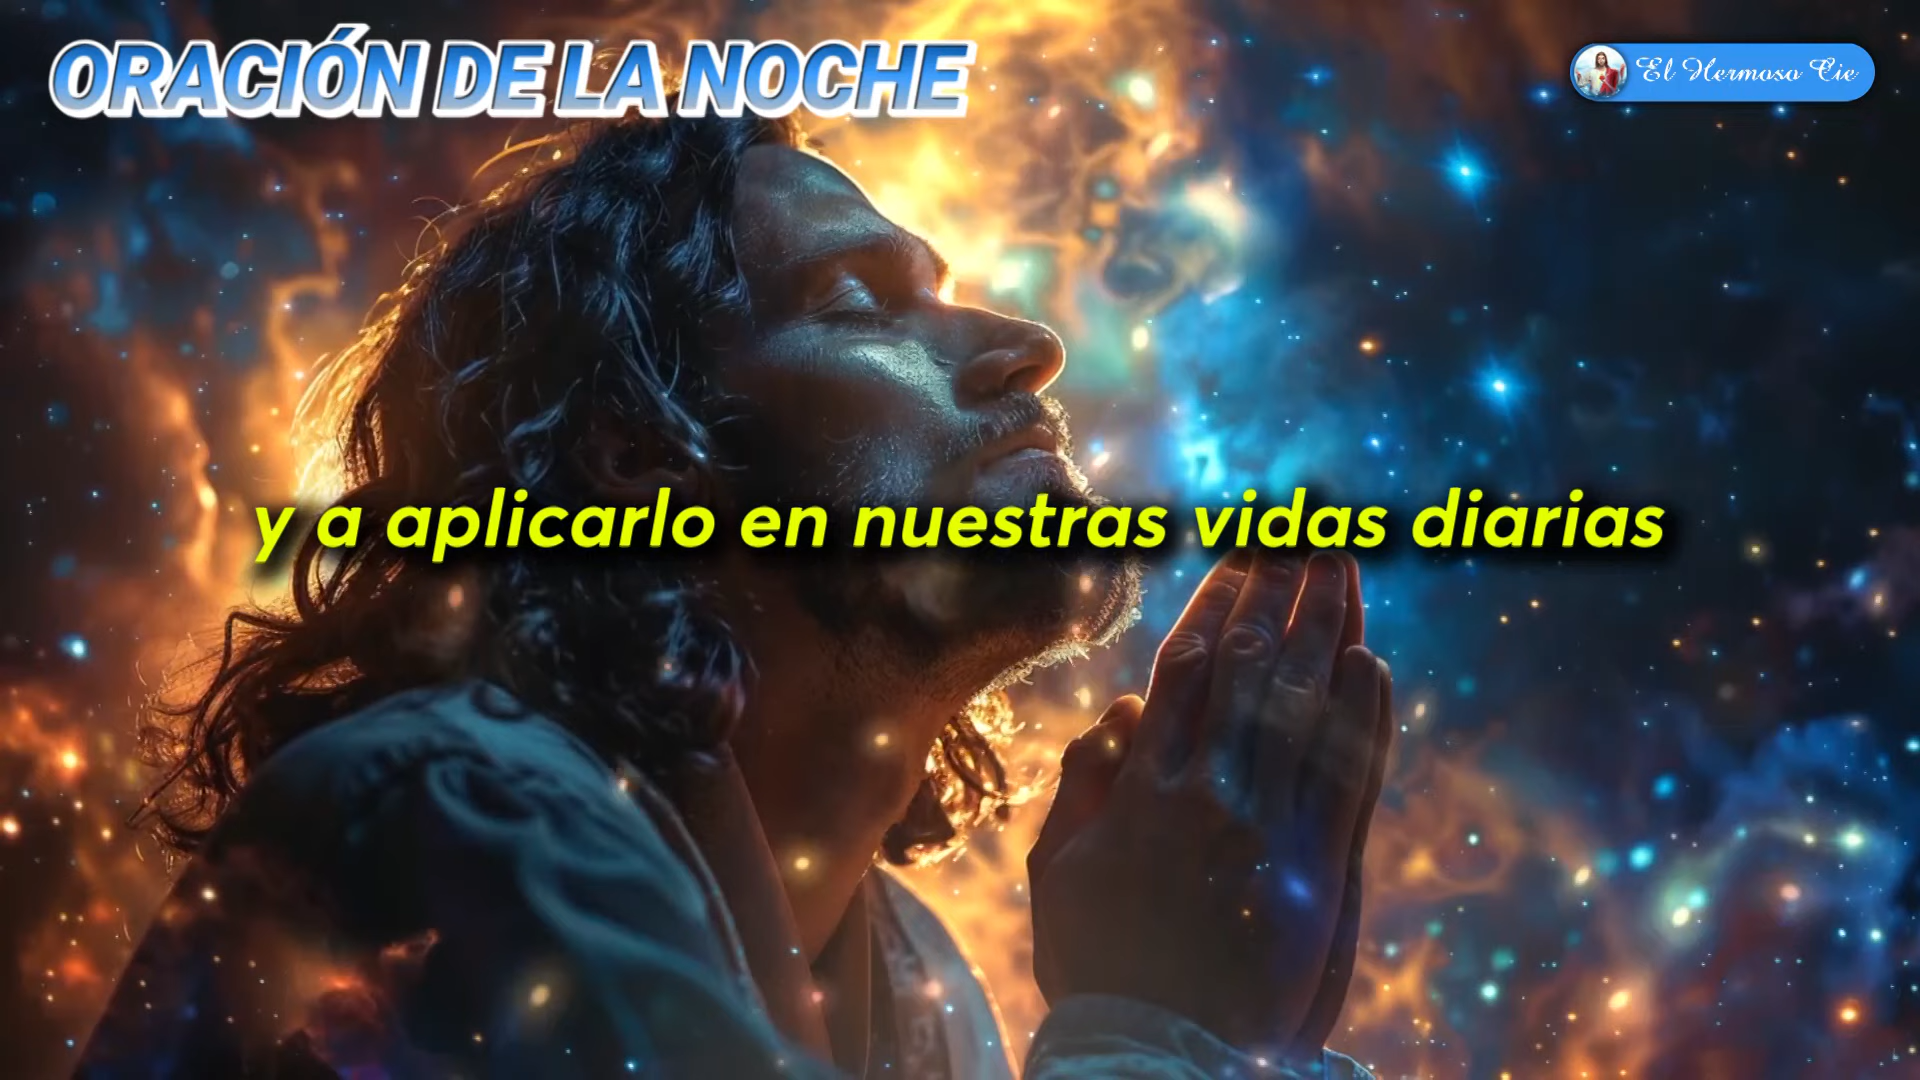 ORACIÓN DE LA NOCHE
El Hermoso Cie
y a aplicarlo en nuestras vidas diarias